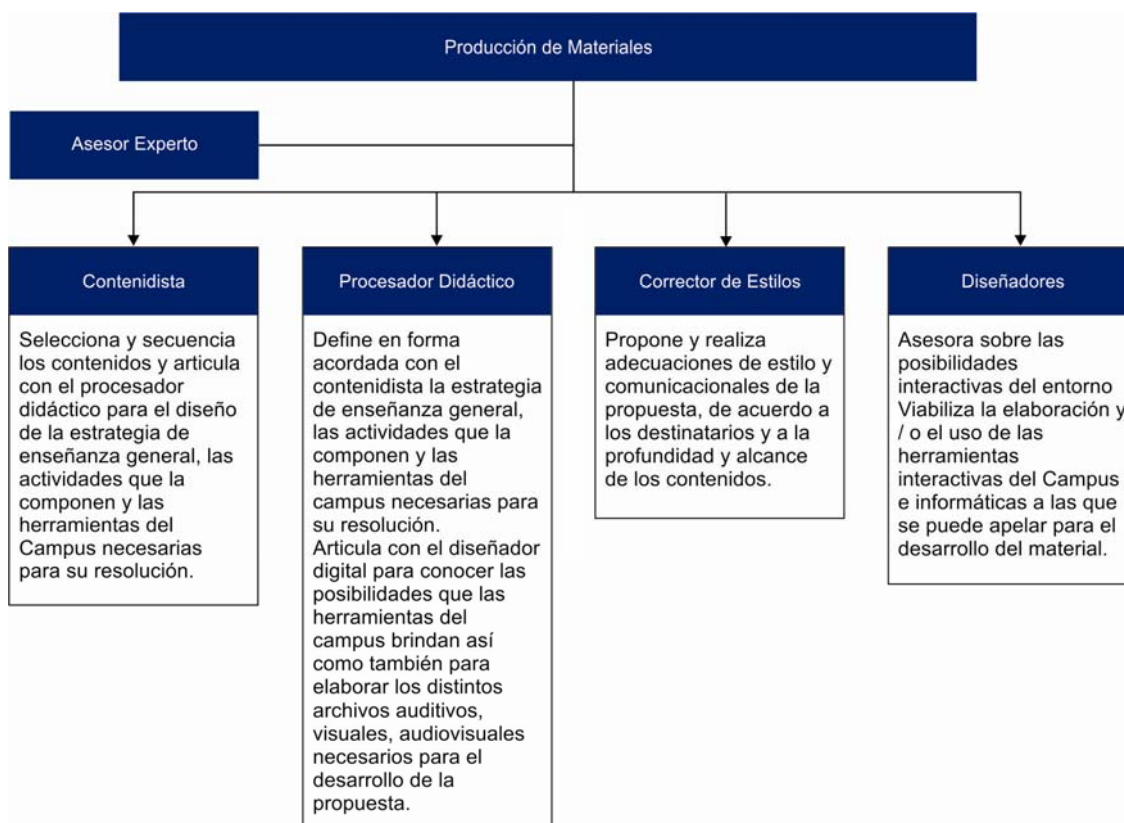 Producción de Materiales
Asesor Experto
Contenidista
Selecciona y secuencia
los contenidos y articula
con el procesador
didáctico para el diseño
de la estrategia de
enseñanza general, las
actividades que la
componen y las
herramientas del
Campus necesarias
para su resolución.
Procesador Didáctico
Define en forma
acordada con el
contenidista la estrategia
de enseñanza general,
las actividades que la
componen y las
herramientas del
campus necesarias para
su resolución.
Articula con el diseñador
digital para conocer las
posibilidades que las
herramientas del
campus brindan así
como también para
elaborar los distintos
archivos auditivos,
visuales, audiovisuales
necesarios para el
desarrollo de la
propuesta.
Corrector de Estilos
Propone y realiza
adecuaciones de estilo y
comunicacionales de la
propuesta, de acuerdo a
los destinatarios y a la
profundidad y alcance
de los contenidos.
Diseñadores
Asesora sobre las
posibilidades
interactivas del entorno
Viabiliza la elaboración y
/ o el uso de las
herramientas
interactivas del Campus
e informáticas a las que
se puede apelar para el
desarrollo del material.